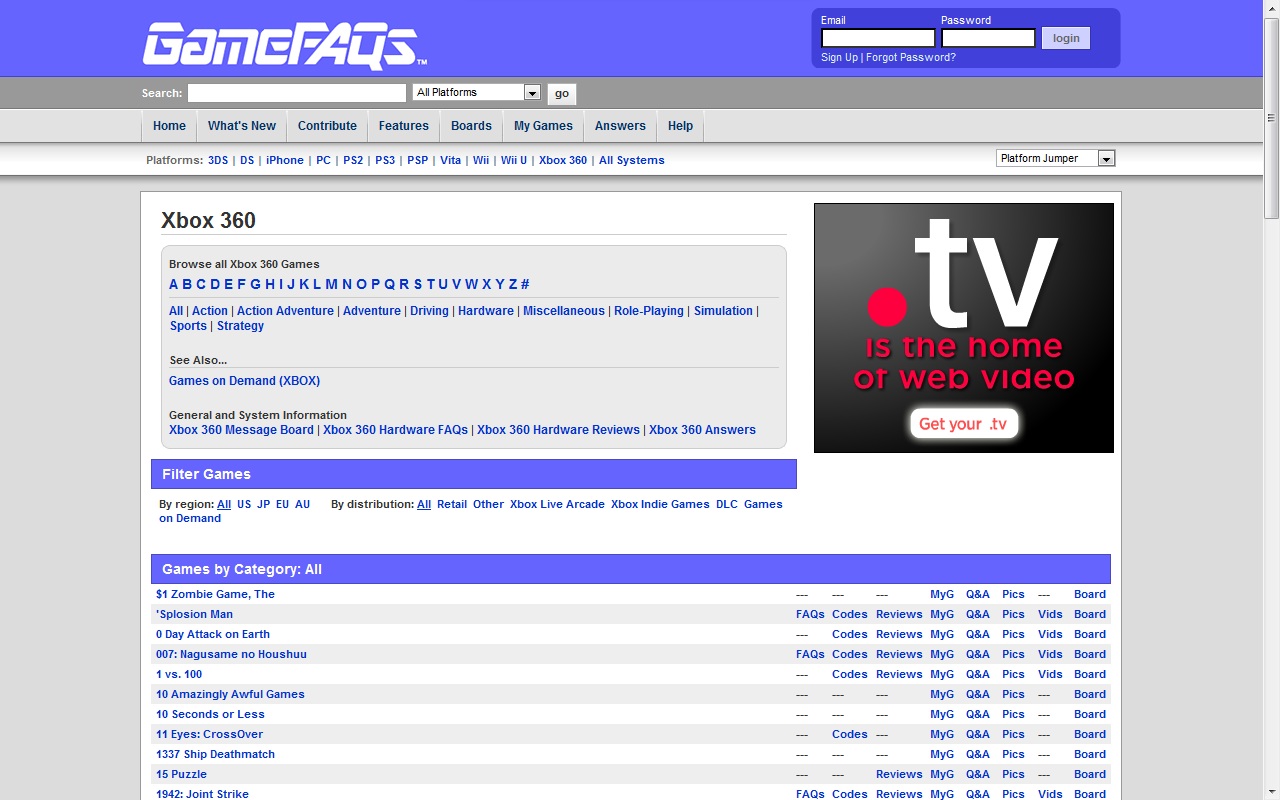 GameFAQs™
Email Password
login
Sign Up | Forgot Password?
Search: All Platforms go
Home What's New Contribute Features Boards My Games Answers Help
Platforms: 3DS | DS | iPhone | PC | PS2 | PS3 | PSP | Vita | Wii | Wii U | Xbox 360 | All Systems Platform Jumper
Xbox 360
Browse all Xbox 360 Games
A B C D E F G H I J K L M N O P Q R S T U V W X Y Z #
All | Action | Action Adventure | Adventure | Driving | Hardware | Miscellaneous | Role-Playing | Simulation |
Sports | Strategy
See Also...
Games on Demand (XBOX)
General and System Information
Xbox 360 Message Board | Xbox 360 Hardware FAQs | Xbox 360 Hardware Reviews | Xbox 360 Answers
.tv
is the home
of web video
Get your .tv
Filter Games
By region: All US JP EU AU By distribution: All Retail Other Xbox Live Arcade Xbox Indie Games DLC Games
on Demand
Games by Category: All
$1 Zombie Game, The --- --- --- MyG Q&A Pics --- Board
'Splosion Man FAQs Codes Reviews MyG Q&A Pics Vids Board
0 Day Attack on Earth --- Codes Reviews MyG Q&A Pics Vids Board
007: Nagusame no Houshuu FAQs Codes Reviews MyG Q&A Pics Vids Board
1 vs. 100 --- Codes Reviews MyG Q&A Pics Vids Board
10 Amazingly Awful Games --- --- --- MyG Q&A Pics --- Board
10 Seconds or Less --- --- --- MyG Q&A Pics --- Board
11 Eyes: CrossOver --- Codes --- MyG Q&A Pics --- Board
1337 Ship Deathmatch --- --- --- MyG Q&A Pics --- Board
15 Puzzle --- --- Reviews MyG Q&A Pics --- Board
1942: Joint Strike FAQs Codes Reviews MyG Q&A Pics Vids Board